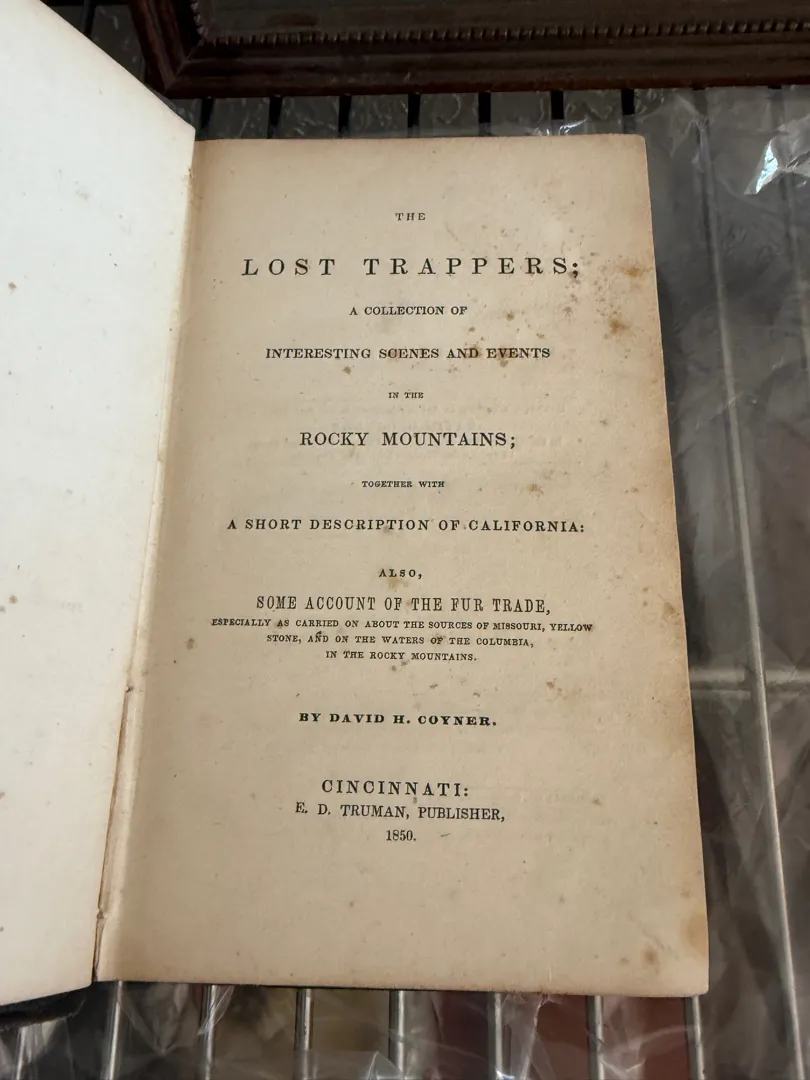 THE
LOST TRAPPERS;
A COLLECTION OF
INTERESTING SCENES AND EVENTS
IN THE
ROCKY MOUNTAINS;
TOGETHER WITH
A SHORT DESCRIPTION OF CALIFORNIA:
ALSO,
SOME ACCOUNT OF THE FUR TRADE,
ESPECIALLY AS CARRIED ON ABOUT THE SOURCES OF MISSOURI, YELLOW
STONE, AND ON THE WATERS OF THE COLUMBIA,
IN THE ROCKY MOUNTAINS.
BY DAVID H. COYNER.
CINCINNATI:
E. D. TRUMAN, PUBLISHER,
1850.